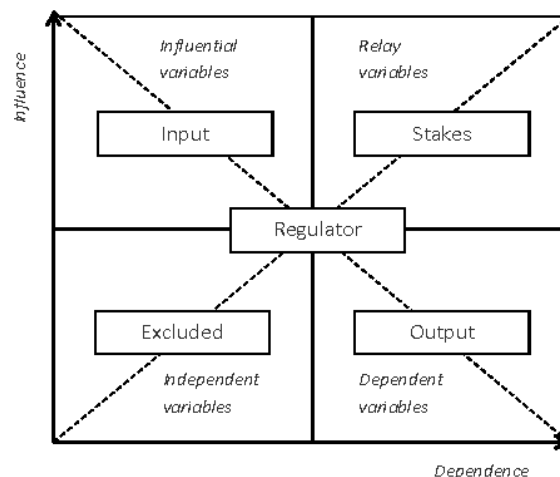 Influence
Influential
variables
Relay
variables
Input
Stakes
Regulator
Excluded
Output
Independent
variables
Dependent
variables
Dependence